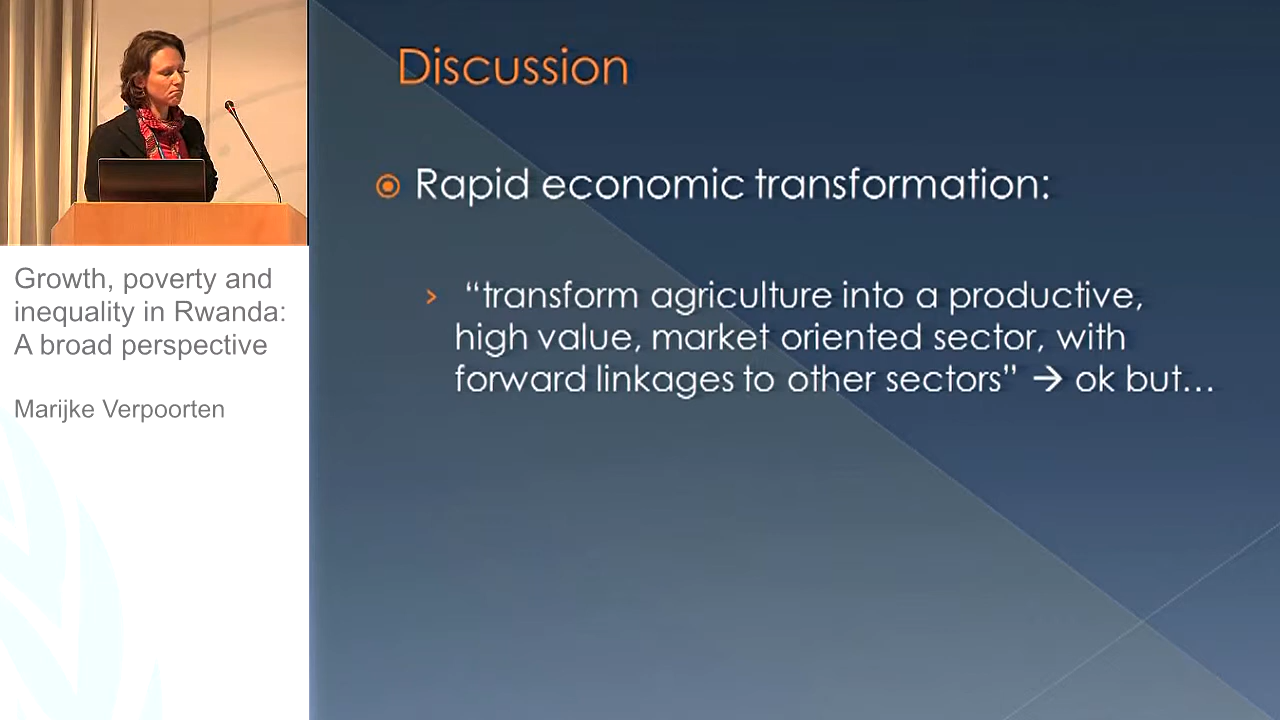 Discussion
Rapid economic transformation:
“transform agriculture into a productive,
high value, market oriented sector, with
forward linkages to other sectors” → ok but...
Growth, poverty and
inequality in Rwanda:
A broad perspective
Marijke Verpoorten